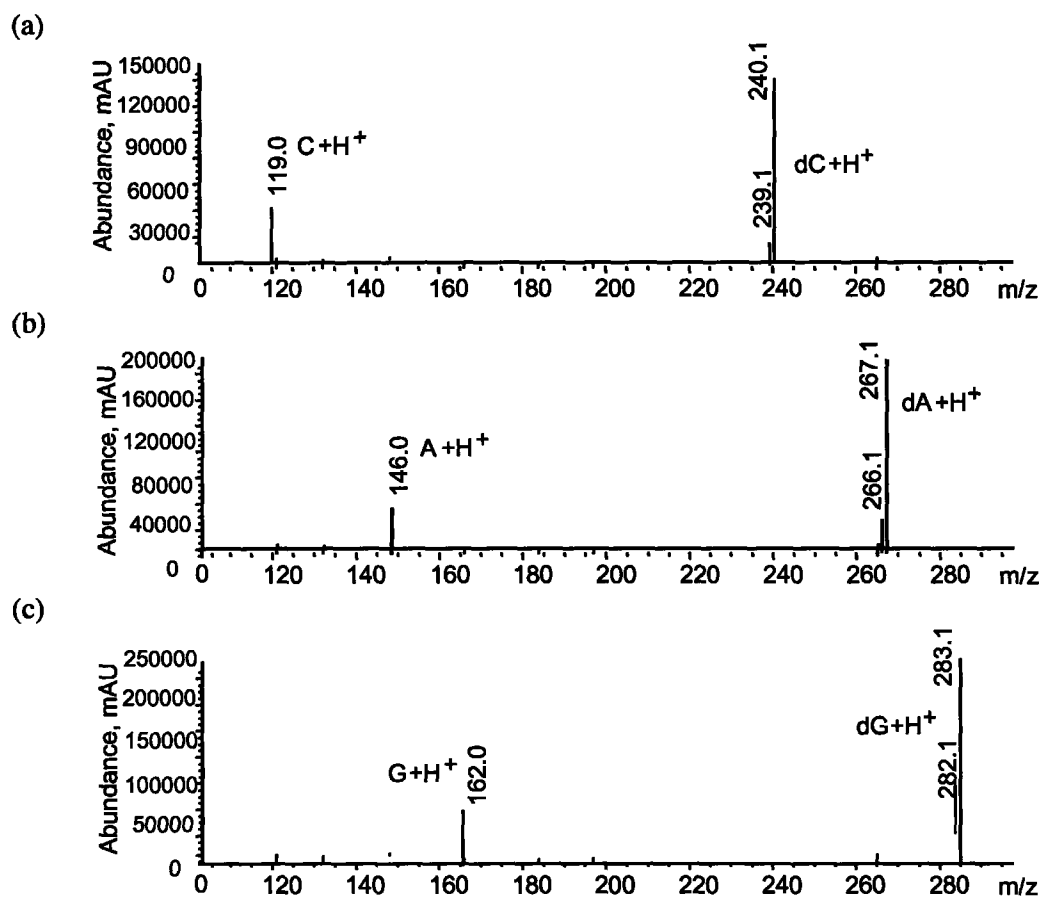 (a)
Abundance, mAU
150000
120000
90000
60000
30000
0
119.0 C+H+
239.1
240.1
dC+H+
0 120 140 160 180 200 220 240 260 280 m/z
(b)
Abundance, mAU
200000
160000
120000
80000
40000
0
146.0 A+H+
266.1
267.1
dA+H+
0 120 140 160 180 200 220 240 260 280 m/z
(c)
Abundance, mAU
250000
200000
150000
100000
50000
0
G+H+ 162.0
dG+H+
282.1
283.1
0 120 140 160 180 200 220 240 260 280 m/z